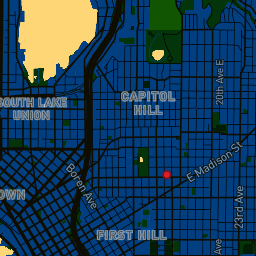 20th Ave E
SOUTH LAKE
UNION
CAPITOL
HILL
E Madison St
Boren Ave
OWN
23rd Ave
FIRST HILL
Ave